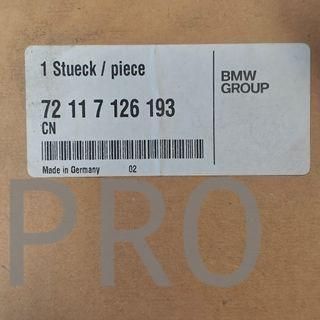 1 Stueck / piece
BMW
GROUP
72 11 7 126 193
CN
Made in Germany 02
PRO